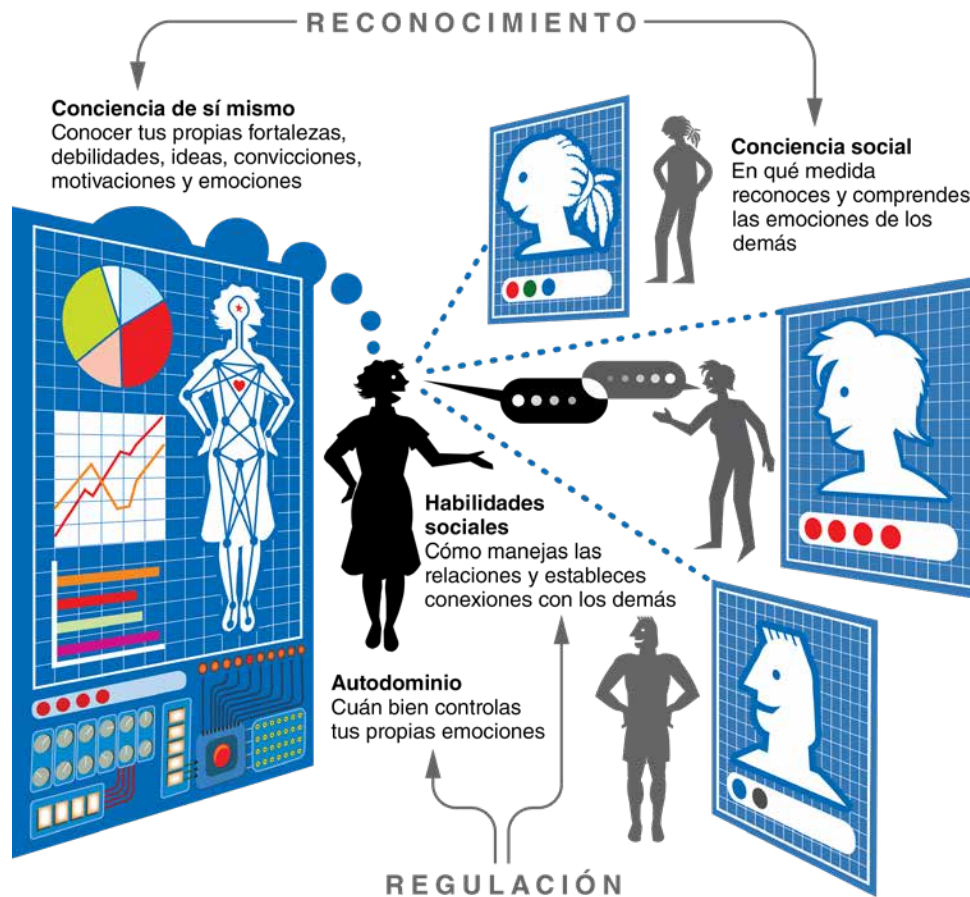 RECONOCIMIENTO
Conciencia de sí mismo
Conocer tus propias fortalezas,
debilidades, ideas, convicciones,
motivaciones y emociones
Conciencia social
En qué medida
reconoces y comprendes
las emociones de los
demás
Habilidades
sociales
Cómo manejas las
relaciones y estableces
conexiones con los demás
Autodominio
Cuán bien controlas
tus propias emociones
REGULACIÓN